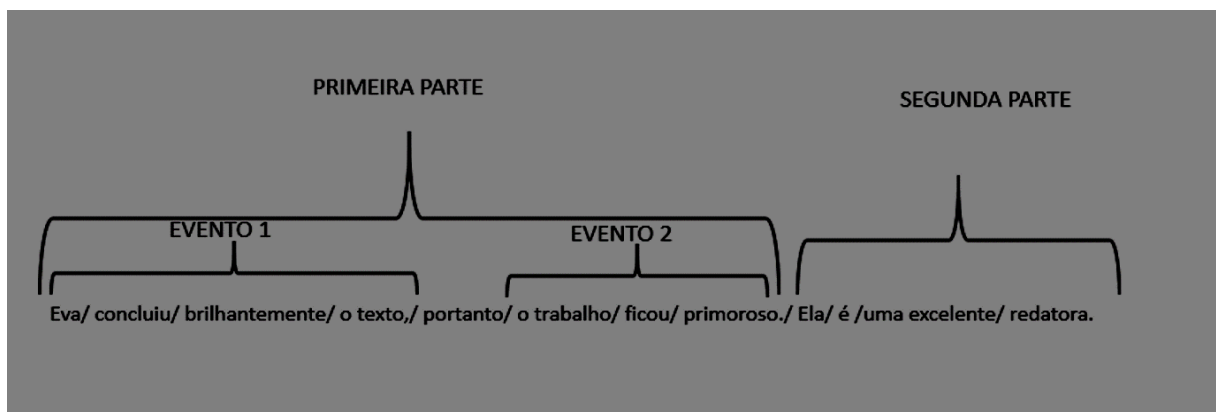 PRIMEIRA PARTE
SEGUNDA PARTE
EVENTO 1
EVENTO 2
Eva/ concluiu/ brilhantemente/ o texto,/ portanto/ o trabalho/ ficou/ primoroso./ Ela/ é /uma excelente/ redatora.